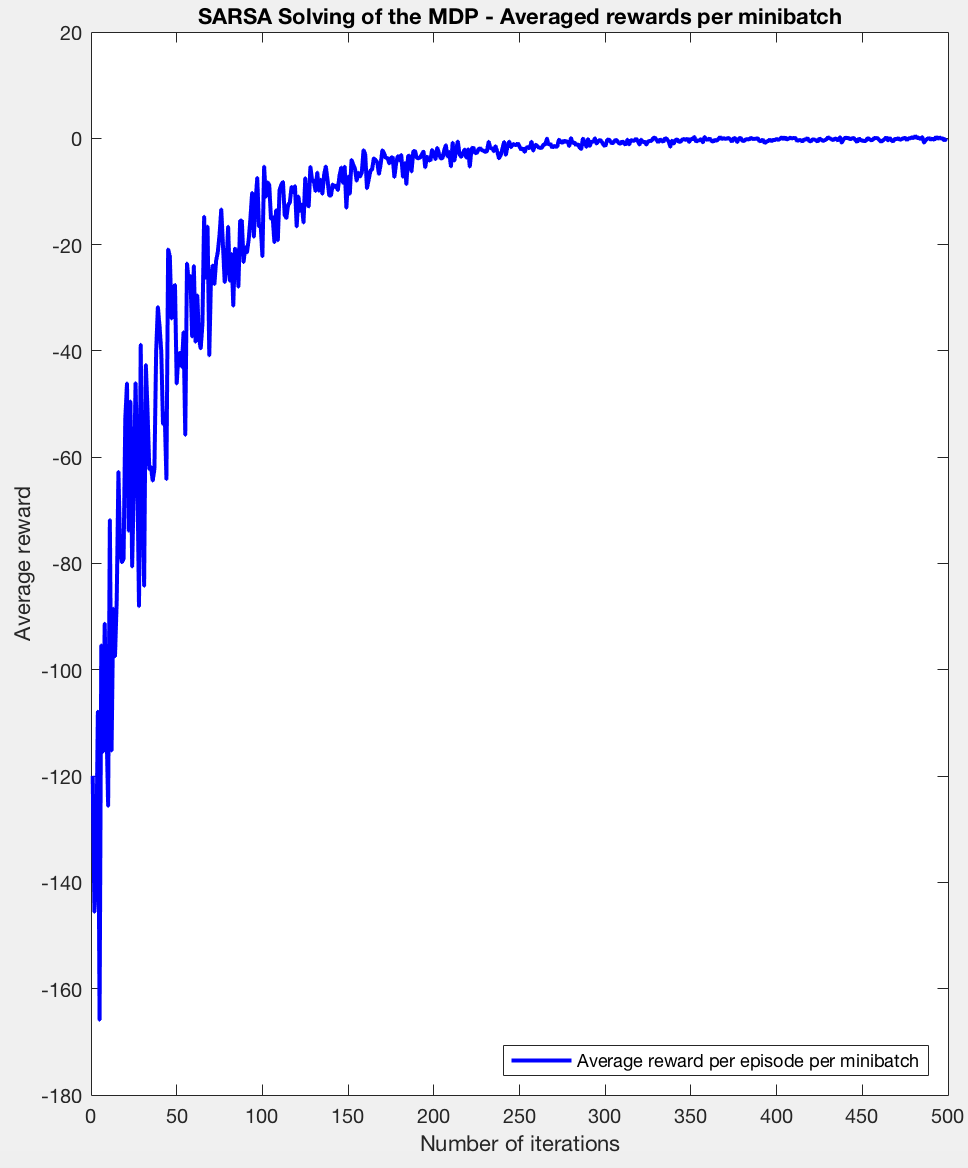 SARSA Solving of the MDP - Averaged rewards per minibatch
20
0
-20
-40
-60
-80
-100
-120
-140
-160
-180
Average reward
Average reward per episode per minibatch
0 50 100 150 200 250 300 350 400 450 500
Number of iterations